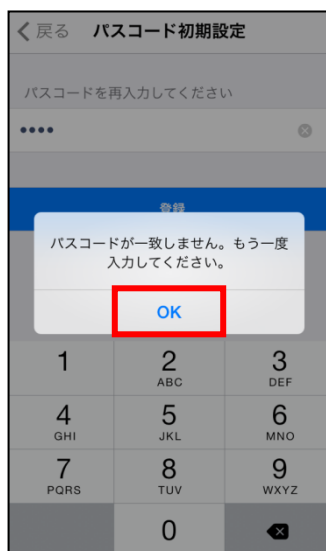 戻る パスコード初期設定
パスコードを再入力してください
••••
登録
パスコードが一致しません。もう一度
入力してください。
OK
1 2 3
ABC DEF
4 5 6
GHI JKL MNO
7 8 9
PQRS TUV WXYZ
0